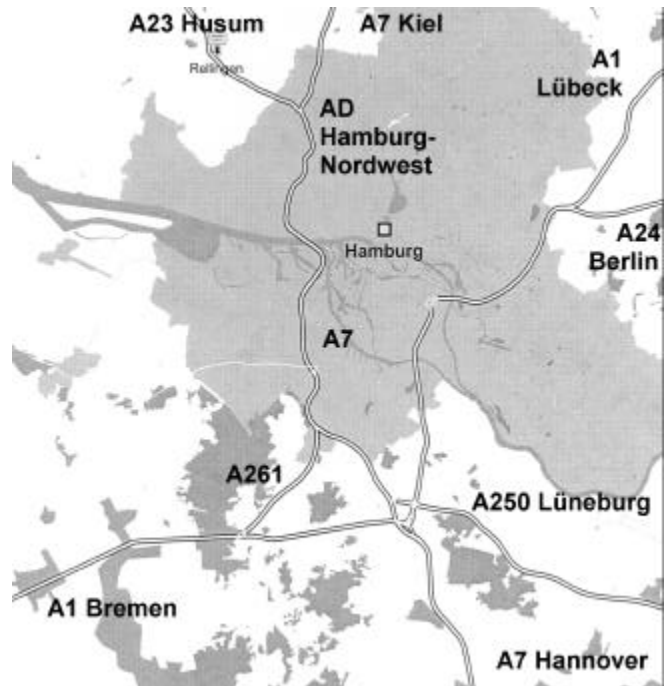 A23 Husum
A7 Kiel
A1
Lübeck
Rellingen
AD
Hamburg-
Nordwest
Hamburg
A24
Berlin
A7
A261
A250 Lüneburg
A1 Bremen
A7 Hannover